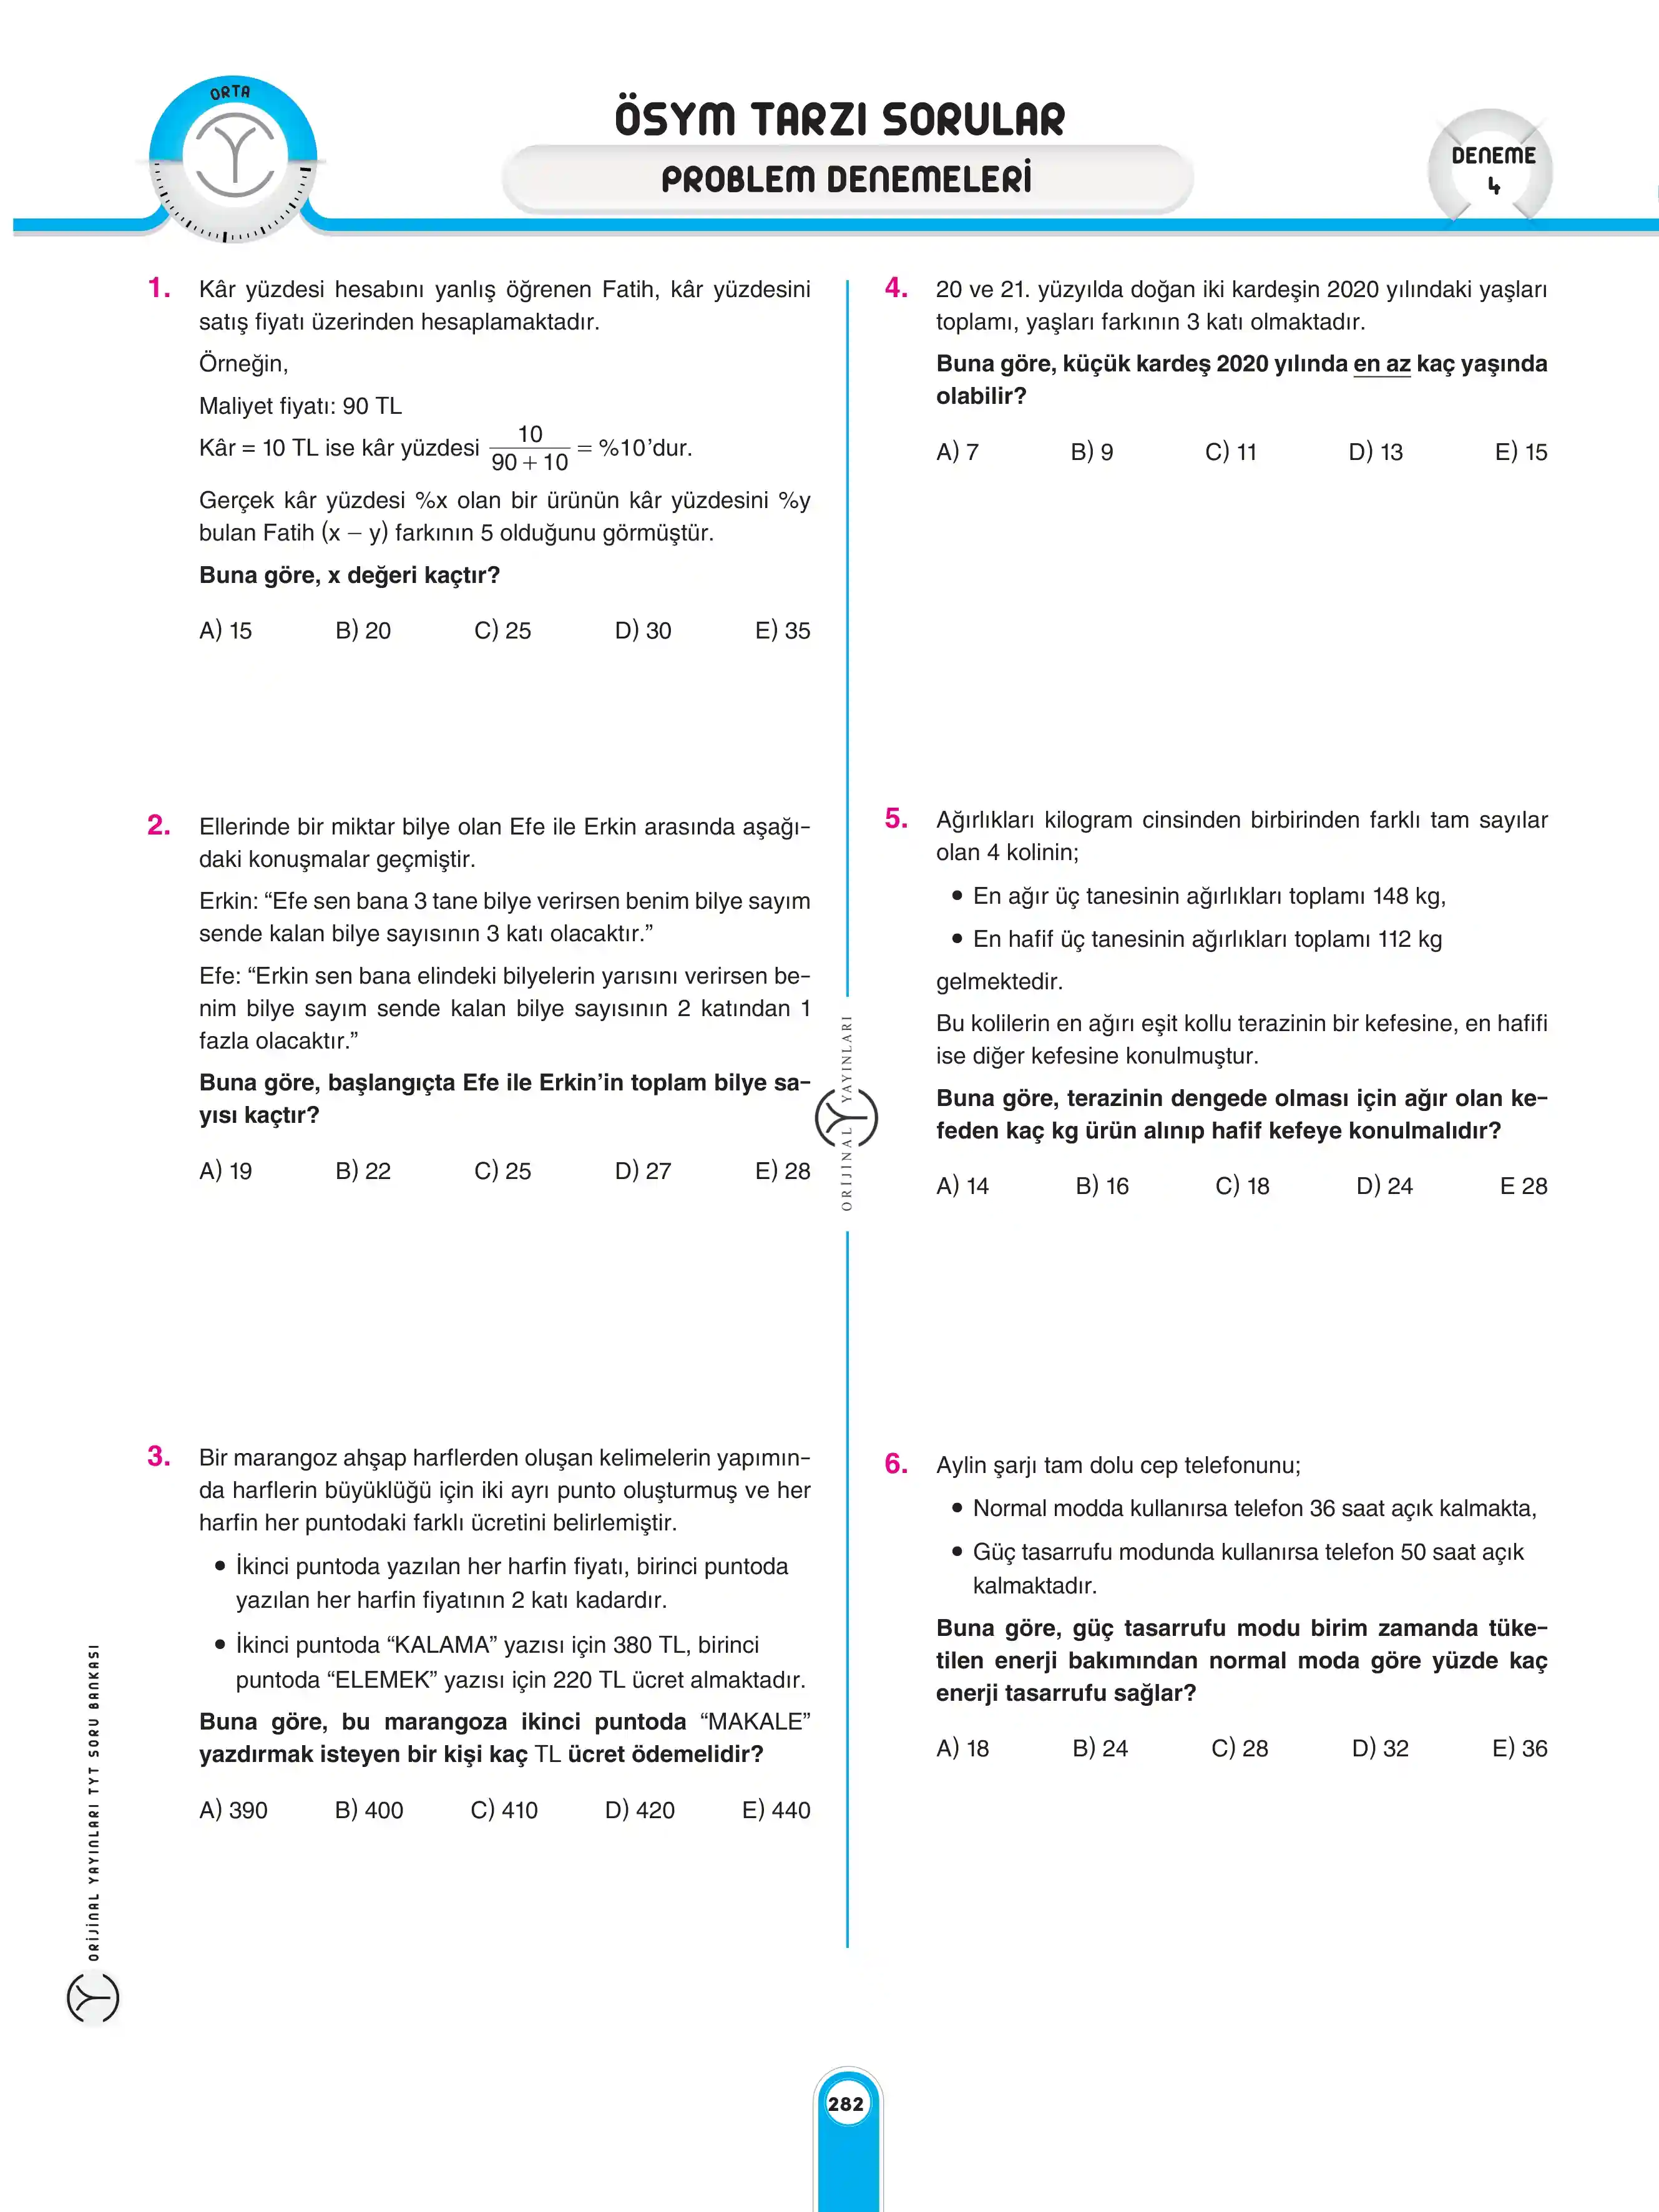 ORTA
ÖSYM TARZI SORULAR
PROBLEM DENEMELERİ
DENEME
4
1. Kâr yüzdesi hesabını yanlış öğrenen Fatih, kâr yüzdesini
satış fiyatı üzerinden hesaplamaktadır.
Örneğin,
Maliyet fiyatı: 90 TL
Kâr = 10 TL ise kâr yüzdesi 10 / (90 + 10) = %10’dur.
Gerçek kâr yüzdesi %x olan bir ürünün kâr yüzdesini %y
bulan Fatih (x – y) farkının 5 olduğunu görmüştür.
Buna göre, x değeri kaçtır?
A) 15 B) 20 C) 25 D) 30 E) 35
2. Ellerinde bir miktar bilye olan Efe ile Erkin arasında aşağı-
daki konuşmalar geçmiştir.
Erkin: “Efe sen bana 3 tane bilye verirsen benim bilye sayım
sende kalan bilye sayısının 3 katı olacaktır.”
Efe: “Erkin sen bana elindeki bilyelerin yarısını verirsen be-
nim bilye sayım sende kalan bilye sayısının 2 katından 1
fazla olacaktır.”
Buna göre, başlangıçta Efe ile Erkin’in toplam bilye sa-
yısı kaçtır?
A) 19 B) 22 C) 25 D) 27 E) 28
3. Bir marangoz ahşap harflerden oluşan kelimelerin yapımın-
da harflerin büyüklüğü için iki ayrı punto oluşturmuş ve her
harfin her puntodaki farklı ücretini belirlemiştir.
• İkinci puntoda yazılan her harfin fiyatı, birinci puntoda
yazılan her harfin fiyatının 2 katı kadardır.
• İkinci puntoda “KALAMA” yazısı için 380 TL, birinci
puntoda “ELEMEK” yazısı için 220 TL ücret almaktadır.
Buna göre, bu marangoza ikinci puntoda “MAKALE”
yazdırmak isteyen bir kişi kaç TL ücret ödemelidir?
A) 390 B) 400 C) 410 D) 420 E) 440
ORİJİNAL YAYINLARI
4. 20 ve 21. yüzyılda doğan iki kardeşin 2020 yılındaki yaşları
toplamı, yaşları farkının 3 katı olmaktadır.
Buna göre, küçük kardeş 2020 yılında en az kaç yaşında
olabilir?
A) 7 B) 9 C) 11 D) 13 E) 15
5. Ağırlıkları kilogram cinsinden birbirinden farklı tam sayılar
olan 4 kolinin;
• En ağır üç tanesinin ağırlıkları toplamı 148 kg,
• En hafif üç tanesinin ağırlıkları toplamı 112 kg
gelmektedir.
Bu kolilerin en ağırı eşit kollu terazinin bir kefesine, en hafifi
ise diğer kefesine konulmuştur.
Buna göre, terazinin dengede olması için ağır olan ke-
feden kaç kg ürün alınıp hafif kefeye konulmalıdır?
A) 14 B) 16 C) 18 D) 24 E 28
6. Aylin şarjı tam dolu cep telefonunu;
• Normal modda kullanırsa telefon 36 saat açık kalmakta,
• Güç tasarrufu modunda kullanırsa telefon 50 saat açık
kalmaktadır.
Buna göre, güç tasarrufu modu birim zamanda tüke-
tilen enerji bakımından normal moda göre yüzde kaç
enerji tasarrufu sağlar?
A) 18 B) 24 C) 28 D) 32 E) 36
ORİJİNAL YAYINLARI TYT SORU BANKASI
282